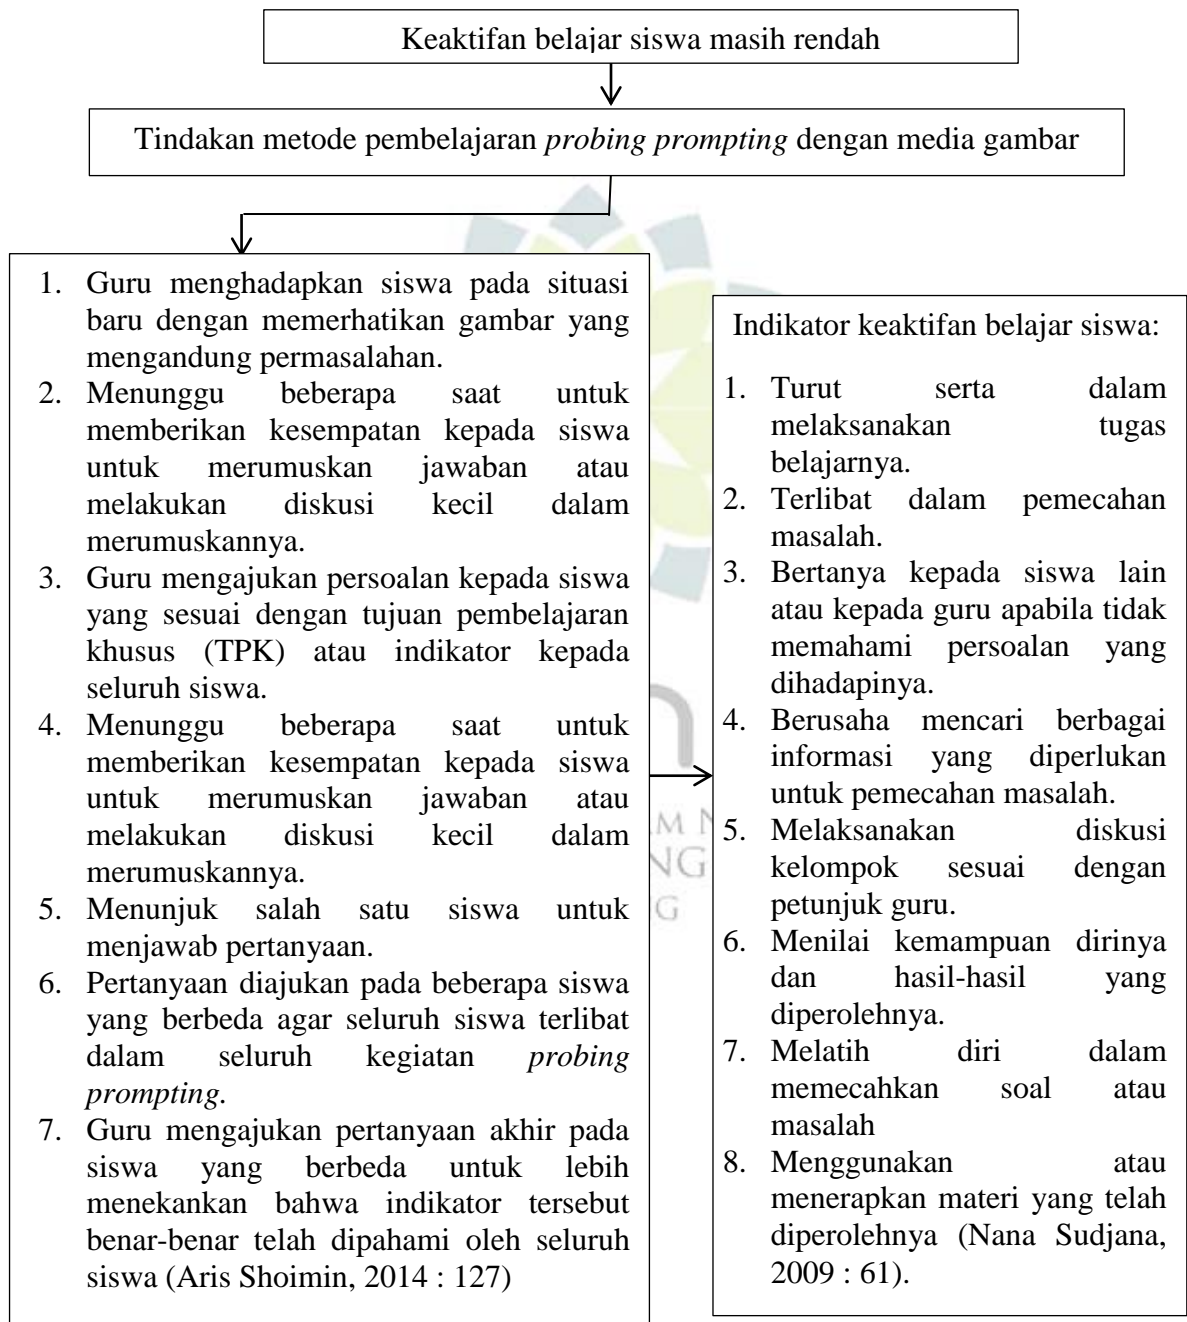 Keaktifan belajar siswa masih rendah
Tindakan metode pembelajaran probing prompting dengan media gambar
1. Guru menghadapkan siswa pada situasi
baru dengan memerhatikan gambar yang
mengandung permasalahan.
2. Menunggu beberapa saat untuk
memberikan kesempatan kepada siswa
untuk merumuskan jawaban atau
melakukan diskusi kecil dalam
merumuskannya.
3. Guru mengajukan persoalan kepada siswa
yang sesuai dengan tujuan pembelajaran
khusus (TPK) atau indikator kepada
seluruh siswa.
4. Menunggu beberapa saat untuk
memberikan kesempatan kepada siswa
untuk merumuskan jawaban atau
melakukan diskusi kecil dalam
merumuskannya.
5. Menunjuk salah satu siswa untuk
menjawab pertanyaan.
6. Pertanyaan diajukan pada beberapa siswa
yang berbeda agar seluruh siswa terlibat
dalam seluruh kegiatan probing
prompting.
7. Guru mengajukan pertanyaan akhir pada
siswa yang berbeda untuk lebih
menekankan bahwa indikator tersebut
benar-benar telah dipahami oleh seluruh
siswa (Aris Shoimin, 2014 : 127)
Indikator keaktifan belajar siswa:
1. Turut serta dalam
melaksanakan tugas
belajarnya.
2. Terlibat dalam pemecahan
masalah.
3. Bertanya kepada siswa lain
atau kepada guru apabila tidak
memahami persoalan yang
dihadapinya.
4. Berusaha mencari berbagai
informasi yang diperlukan
untuk pemecahan masalah.
5. Melaksanakan diskusi
kelompok sesuai dengan
petunjuk guru.
6. Menilai kemampuan dirinya
dan hasil-hasil yang
diperolehnya.
7. Melatih diri dalam
memecahkan soal atau
masalah
8. Menggunakan atau
menerapkan materi yang telah
diperolehnya (Nana Sudjana,
2009 : 61).